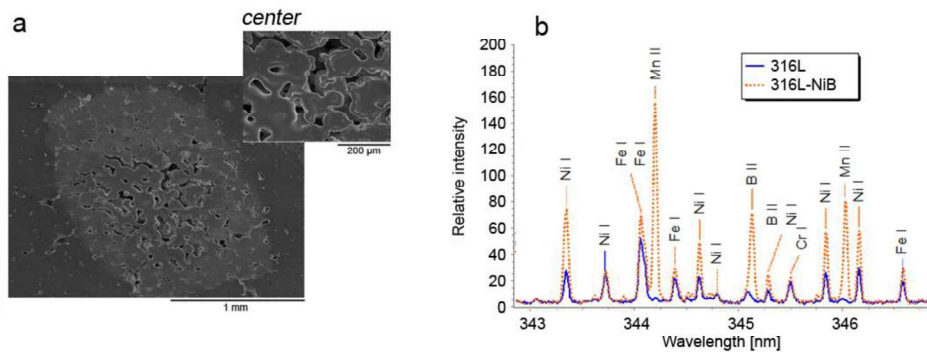 a
center
200 µm
1 mm
b
316L
316L-NiB
Relative intensity
200
180
160
140
120
100
80
60
40
20
0
Ni I
Ni I
Fe I
Fe I
Mn II
Fe I
Ni I
Ni I
B II
B II
Ni I
Cr I
Ni I
Mn II
Ni I
Fe I
343
344
345
346
Wavelength [nm]